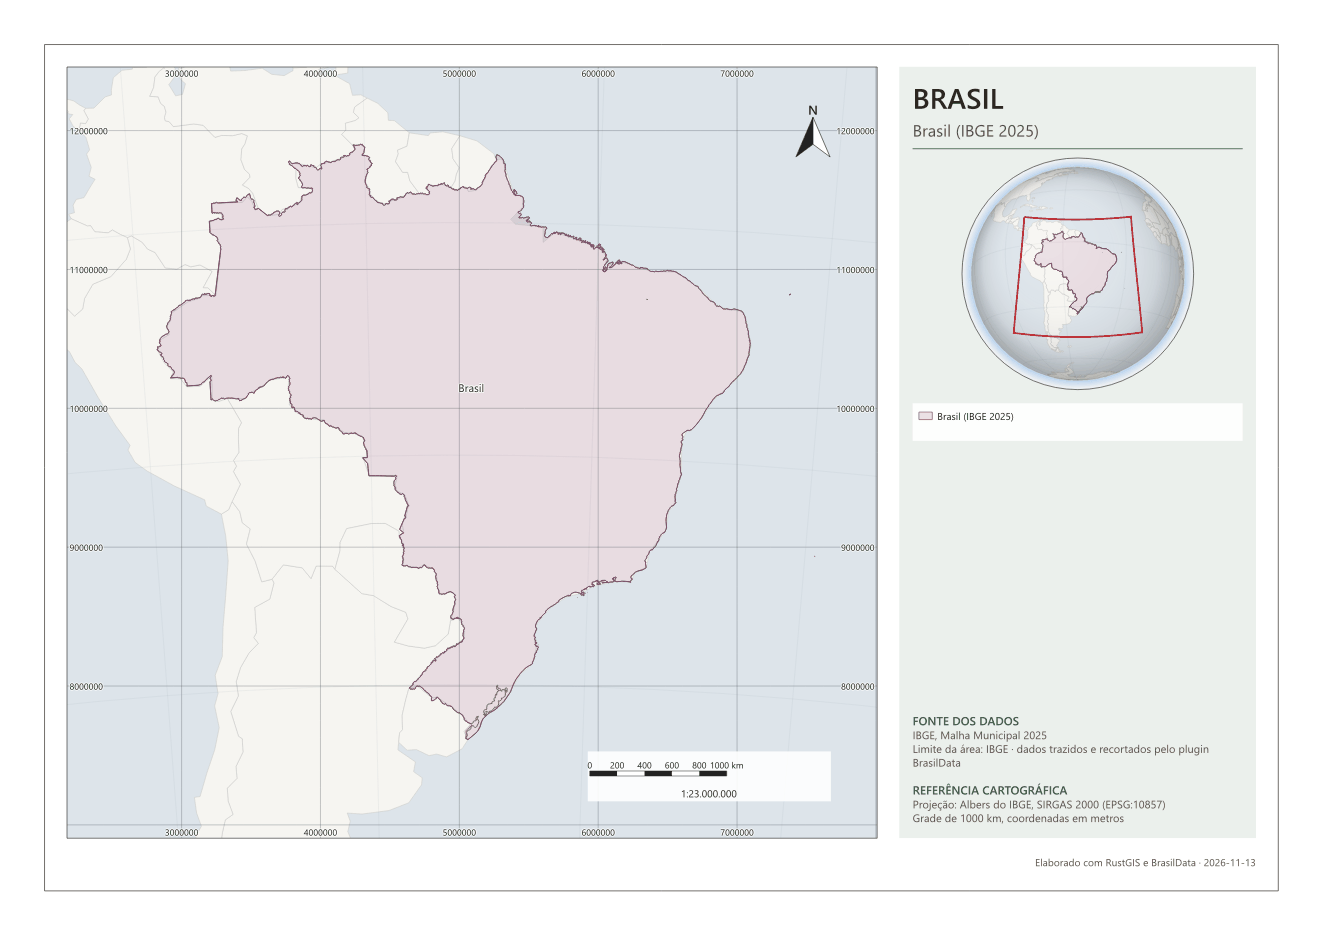 3000000 4000000 5000000 6000000 7000000
N
12000000 12000000
11000000 11000000
Brasil
10000000 10000000
9000000 9000000
8000000 8000000
0 200 400 600 800 1000 km
1:23.000.000
3000000 4000000 5000000 6000000 7000000
BRASIL
Brasil (IBGE 2025)
Brasil (IBGE 2025)
FONTE DOS DADOS
IBGE, Malha Municipal 2025
Limite da área: IBGE · dados trazidos e recortados pelo plugin
BrasilData
REFERÊNCIA CARTOGRÁFICA
Projeção: Albers do IBGE, SIRGAS 2000 (EPSG:10857)
Grade de 1000 km, coordenadas em metros
Elaborado com RustGIS e BrasilData · 2026-11-13